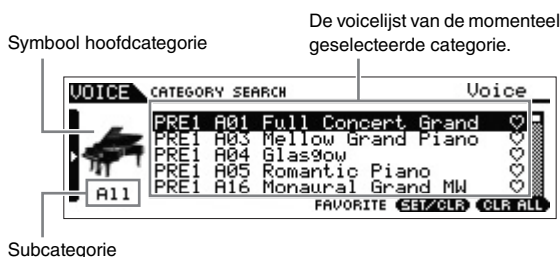 De voicelijst van de momenteel
geselecteerde categorie.
Symbool hoofdcategorie
VOICE CATEGORY SEARCH Voice
PRE1 A01 Full Concert Grand
PRE1 A03 Mellow Grand Piano
PRE1 A04 Glasgow
PRE1 A05 Romantic Piano
PRE1 A16 Monaural Grand MW
All
FAVORITE SET/CLR CLR ALL
Subcategorie